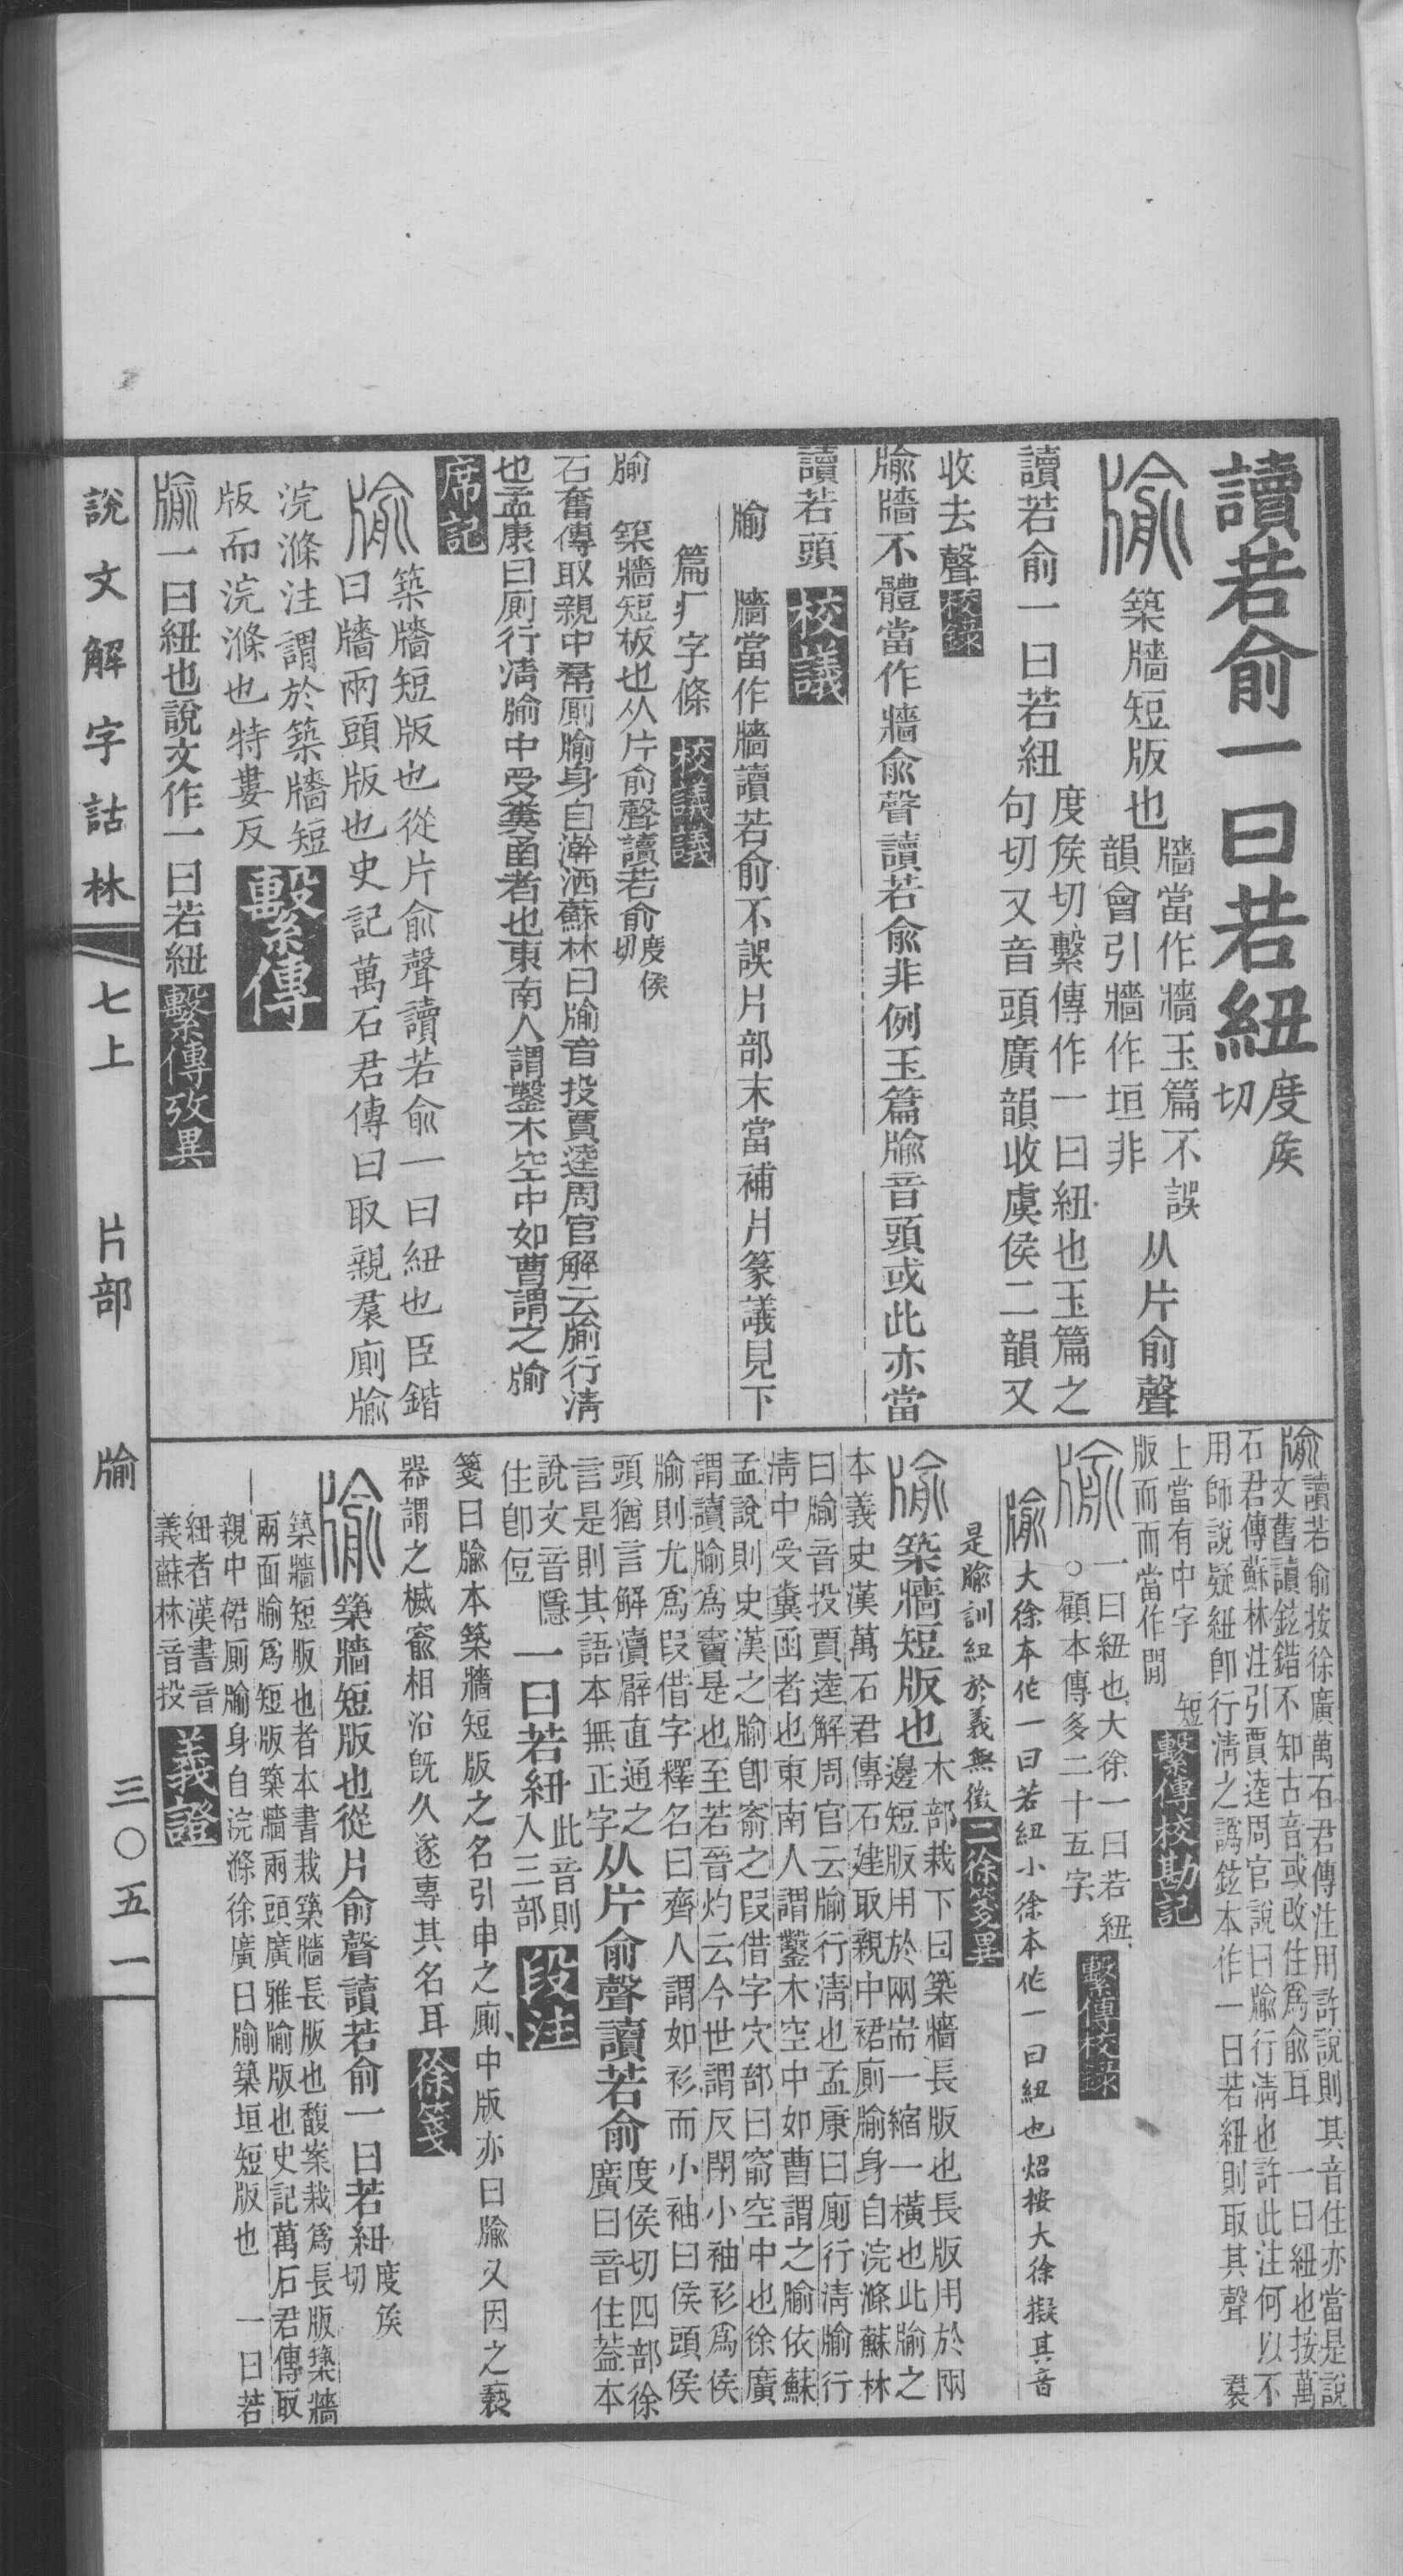 讀若俞一曰若紐度矦切
牏築牆短版也牆當作牆玉篇不誤韻會引牆作垣非从片俞聲
讀若俞一曰若紐度矦切繫傳作一曰紐也玉篇之句切又音頭廣韻收虞侯二韻又
收去聲校錄
牏牆不體當作牆俞聲讀若俞非例玉篇牏音頭或此亦當
讀若頭校議
牏牆當作牆讀若俞不誤片部末當補爿篆議見下
篇疒字條校議議
牏築牆短板也从片俞聲讀若俞度侯切
石奮傳取親中帬廁牏身自澣洒蘇林曰牏音投賈逵周官解云牏行清
也孟康曰廁行清牏中受糞函者也東南人謂鑿木空中如曹謂之牏
席記
牏築牆短版也從片俞聲讀若俞一曰紐也臣鍇
曰牆兩頭版也史記萬石君傳曰取親羣廁牏
浣滌注謂於築牆短
版而浣滌也特婁反繫傳
牏一曰紐也說文作一曰若紐繫傳攷異
牏讀若俞按徐廣萬石君傳注用許說則其音住亦當是說
文舊讀鉉鍇不知古音或改住爲俞耳一曰紐也按萬
石君傳蘇林注引賈逵周官說曰牏行清也許此注何以不
用師說疑紐卽行清之譌鉉本作一曰若紐則取其聲裠
上當有中字短
版而而當作閒繫傳校勘記
牏一曰紐也大徐一曰若紐
○顧本傳多二十五字繫傳校錄
牏大徐本作一曰若紐小徐本作一曰紐也炤按大徐擬其音
是牏訓紐於義無徵二徐箋異
牏築牆短版也木部栽下曰築牆長版也長版用於兩
邊短版用於兩耑一縮一橫也此牏之
本義史漢萬石君傳石建取親中裙廁牏身自浣滌蘇林
曰牏音投賈逵解周官云牏行清也孟康曰廁行清牏行
清中受糞函者也東南人謂鑿木空中如曹謂之牏依蘇
孟說則史漢之牏卽窬之叚借字穴部曰窬空中也徐廣
謂讀牏爲竇是也至若晉灼云今世謂反閉小袖衫爲侯
牏則尤爲叚借字釋名曰齊人謂如衫而小袖曰侯頭侯
頭猶言解瀆辟直通之
言是則其語本無正字从片俞聲讀若俞度侯切四部徐廣曰音住葢本
說文音隱
住卽侸一曰若紐此音則入三部段注
箋曰牏本築牆短版之名引申之廁中版亦曰牏又因之褻
器謂之楲窬相沿旣久遂專其名耳徐箋
牏築牆短版也從片俞聲讀若俞一曰若紐度矦切
築牆短版也者本書栽築牆長版也馥案栽爲長版築牆
兩面牏爲短版築牆兩頭廣雅牏版也史記萬石君傳取
親中帬廁牏身自浣滌徐廣曰牏築垣短版也一曰若
紐者漢書音
義蘇林音投義證
說文解字詁林 七上 片部 牏 三○五一